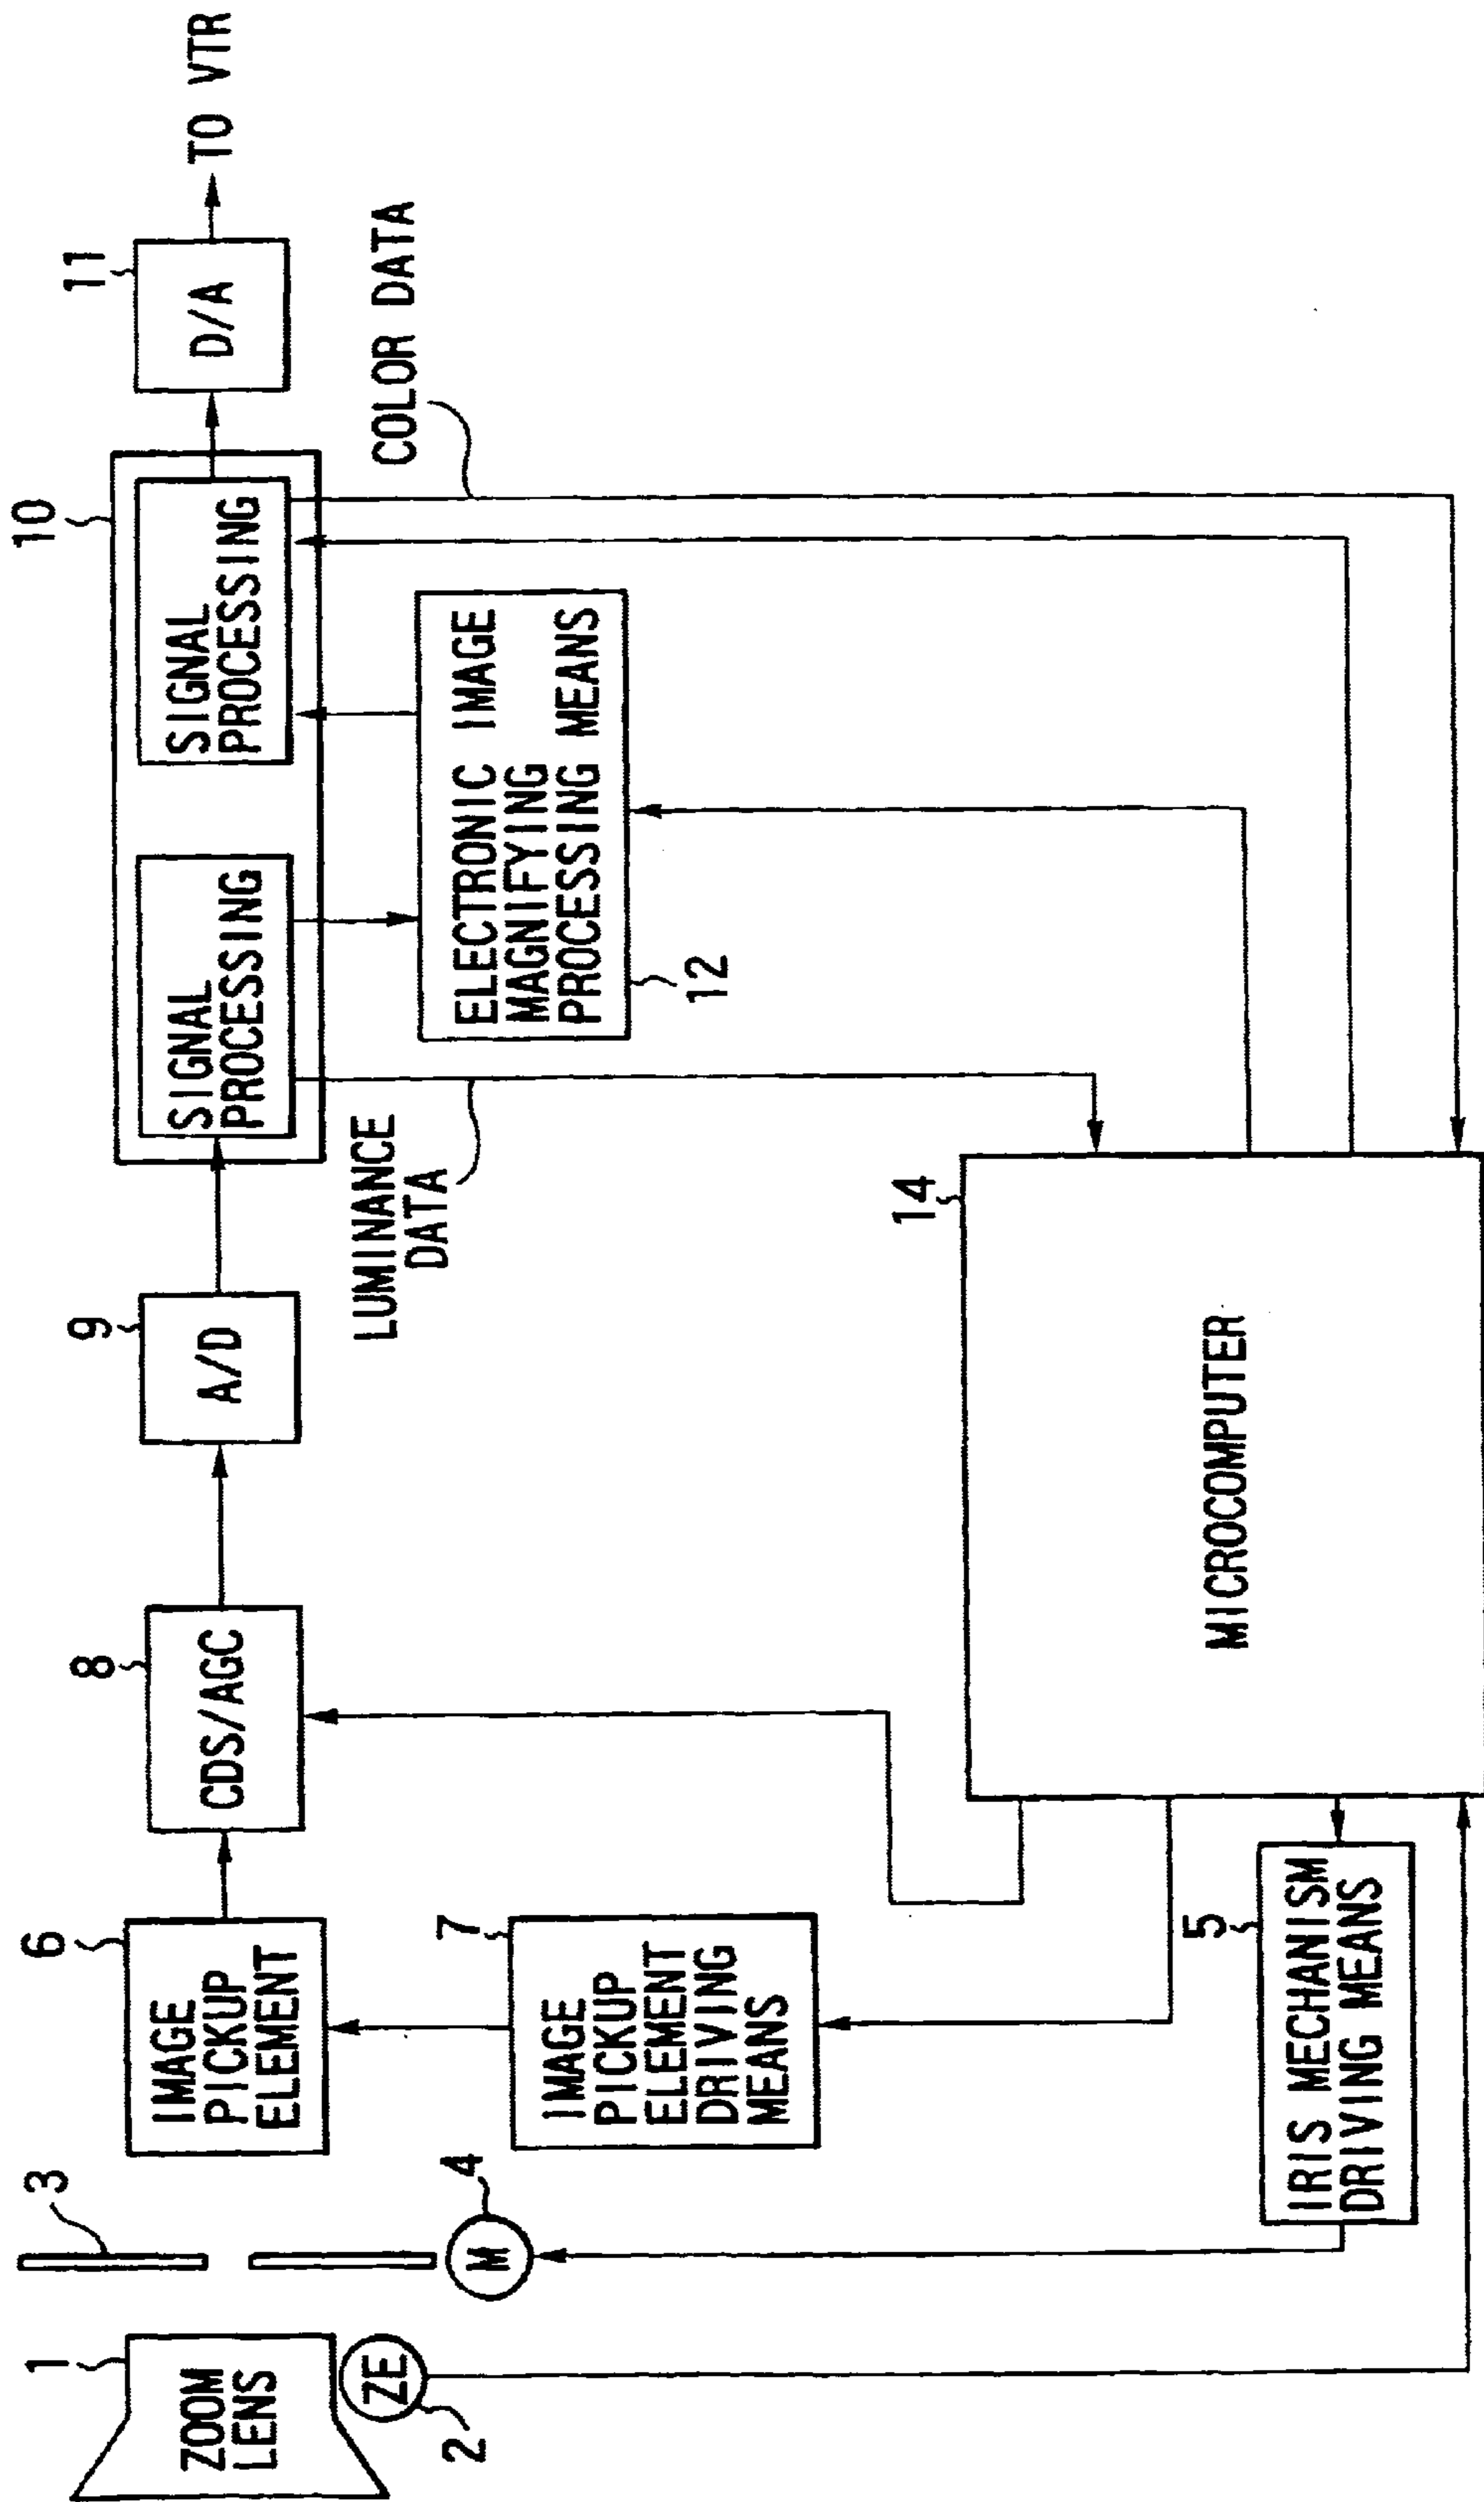 1
ZOOM
LENS
ZE
2
3
M
4
6
IMAGE
PICKUP
ELEMENT
7
IMAGE
PICKUP
ELEMENT
DRIVING
MEANS
5
IRIS MECHANISM
DRIVING MEANS
8
CDS/AGC
9
A/D
LUMINANCE
DATA
14
MICROCOMPUTER
10
SIGNAL
PROCESSING
SIGNAL
PROCESSING
ELECTRONIC IMAGE
MAGNIFYING
PROCESSING MEANS
12
COLOR DATA
11
D/A
TO VTR